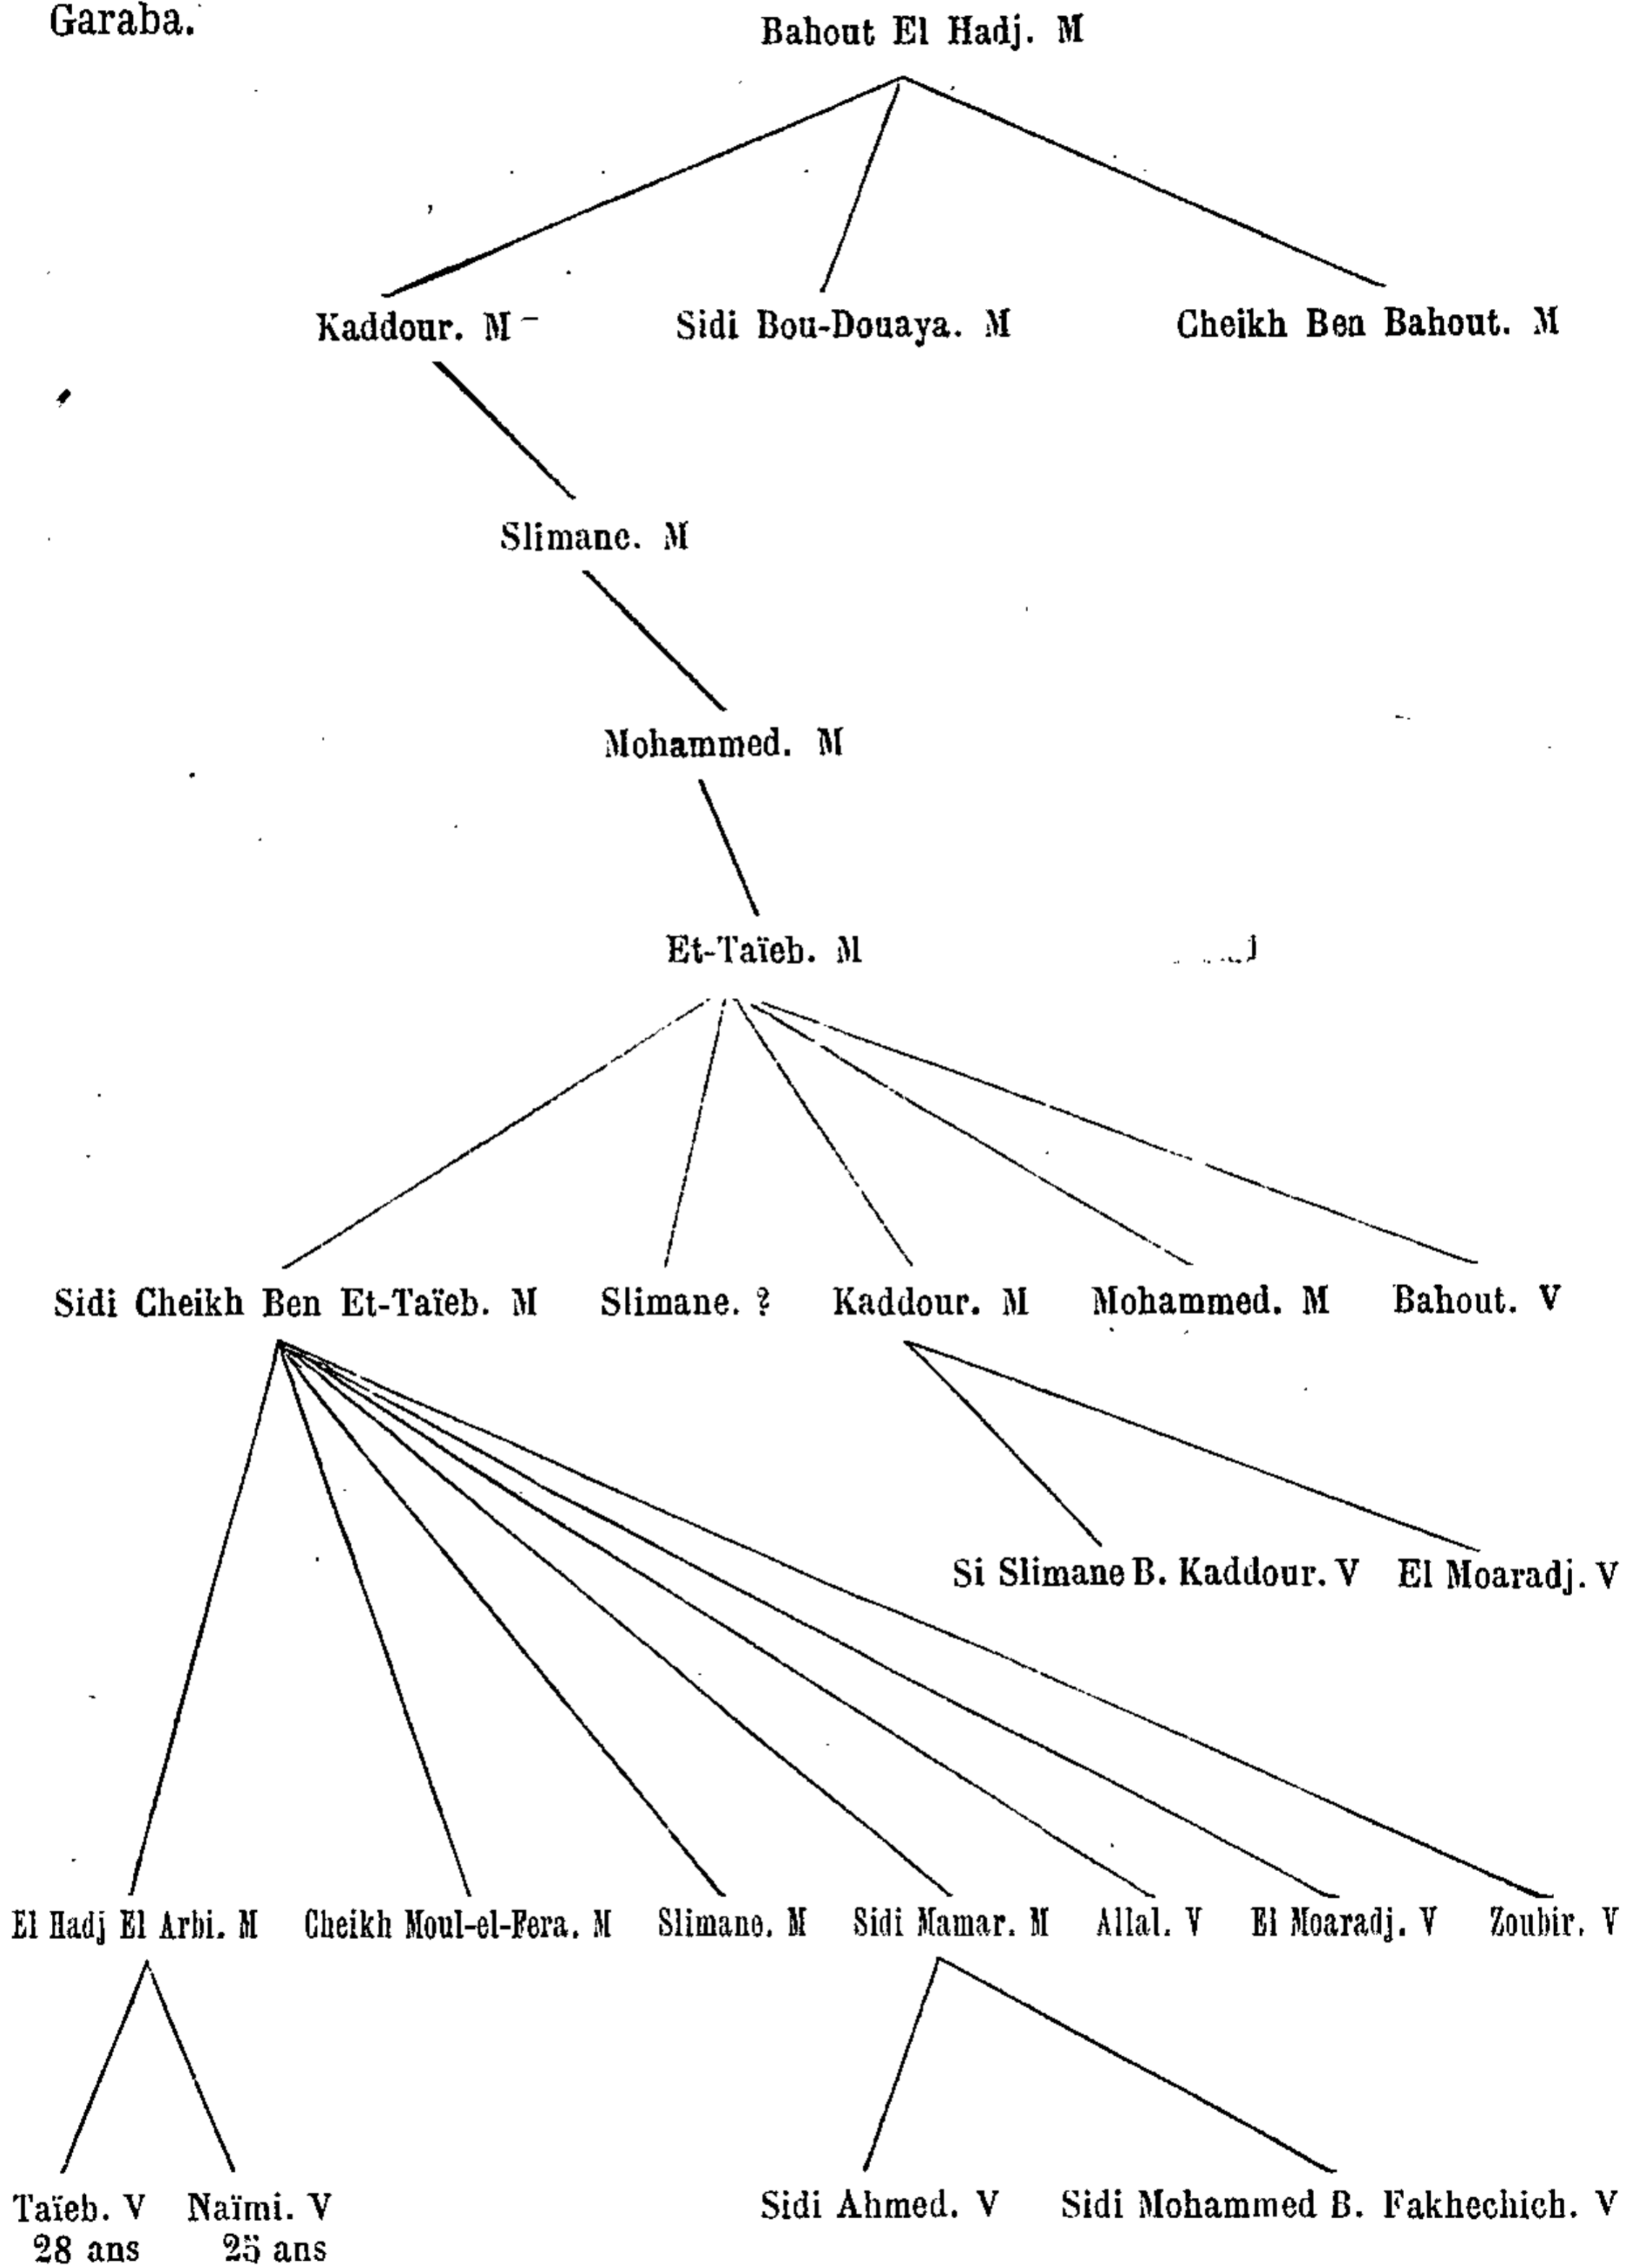 Garaba.
Bahout El Hadj. M
Kaddour. M
Sidi Bou-Douaya. M
Cheikh Ben Bahout. M
Slimane. M
Mohammed. M
Et-Taïeb. M
Sidi Cheikh Ben Et-Taïeb. M
Slimane. ?
Kaddour. M
Mohammed. M
Bahout. V
Si Slimane B. Kaddour. V
El Moaradj. V
El Hadj El Arbi. M
Cheikh Moul-el-Fera. M
Slimane. M
Sidi Mamar. M
Allal. V
El Moaradj. V
Zoubir. V
Taïeb. V
28 ans
Naïmi. V
25 ans
Sidi Ahmed. V
Sidi Mohammed B. Fakhechich. V